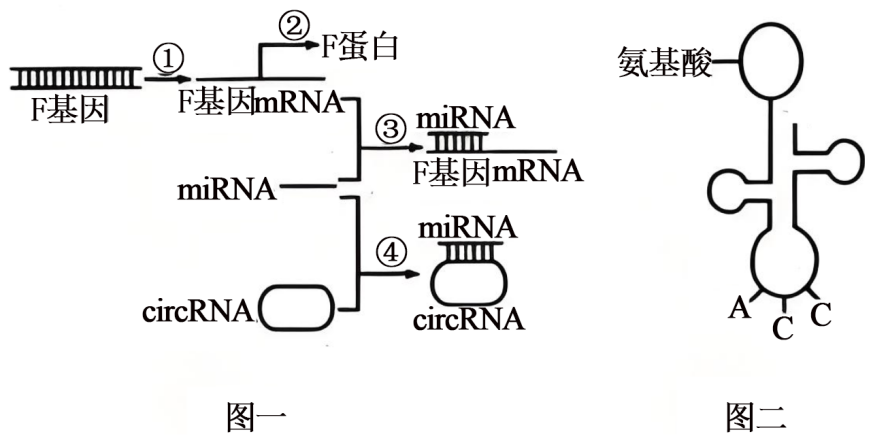 ① ② F蛋白
F基因 F基因mRNA
③ miRNA
F基因mRNA
miRNA
④ miRNA
circRNA
circRNA
图一
氨基酸
A C C
图二